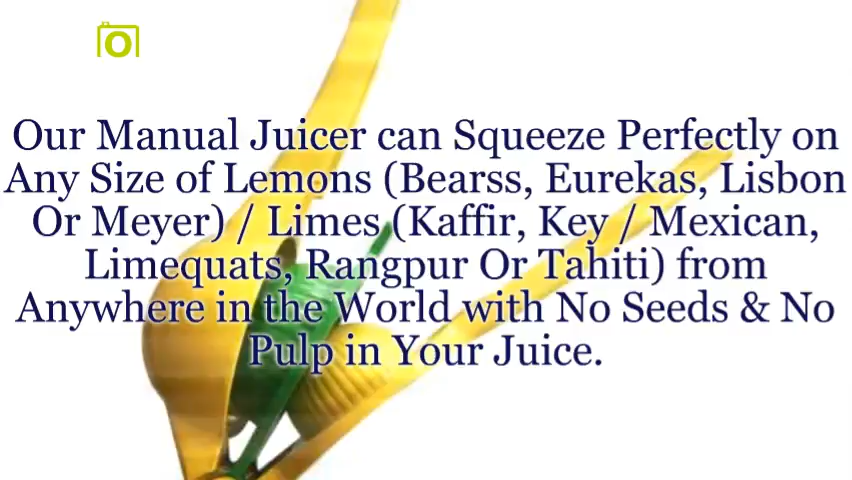 Our Manual Juicer can Squeeze Perfectly on
Any Size of Lemons (Bearss, Eurekas, Lisbon
Or Meyer) / Limes (Kaffir, Key / Mexican,
Limequats, Rangpur Or Tahiti) from
Anywhere in the World with No Seeds & No
Pulp in Your Juice.